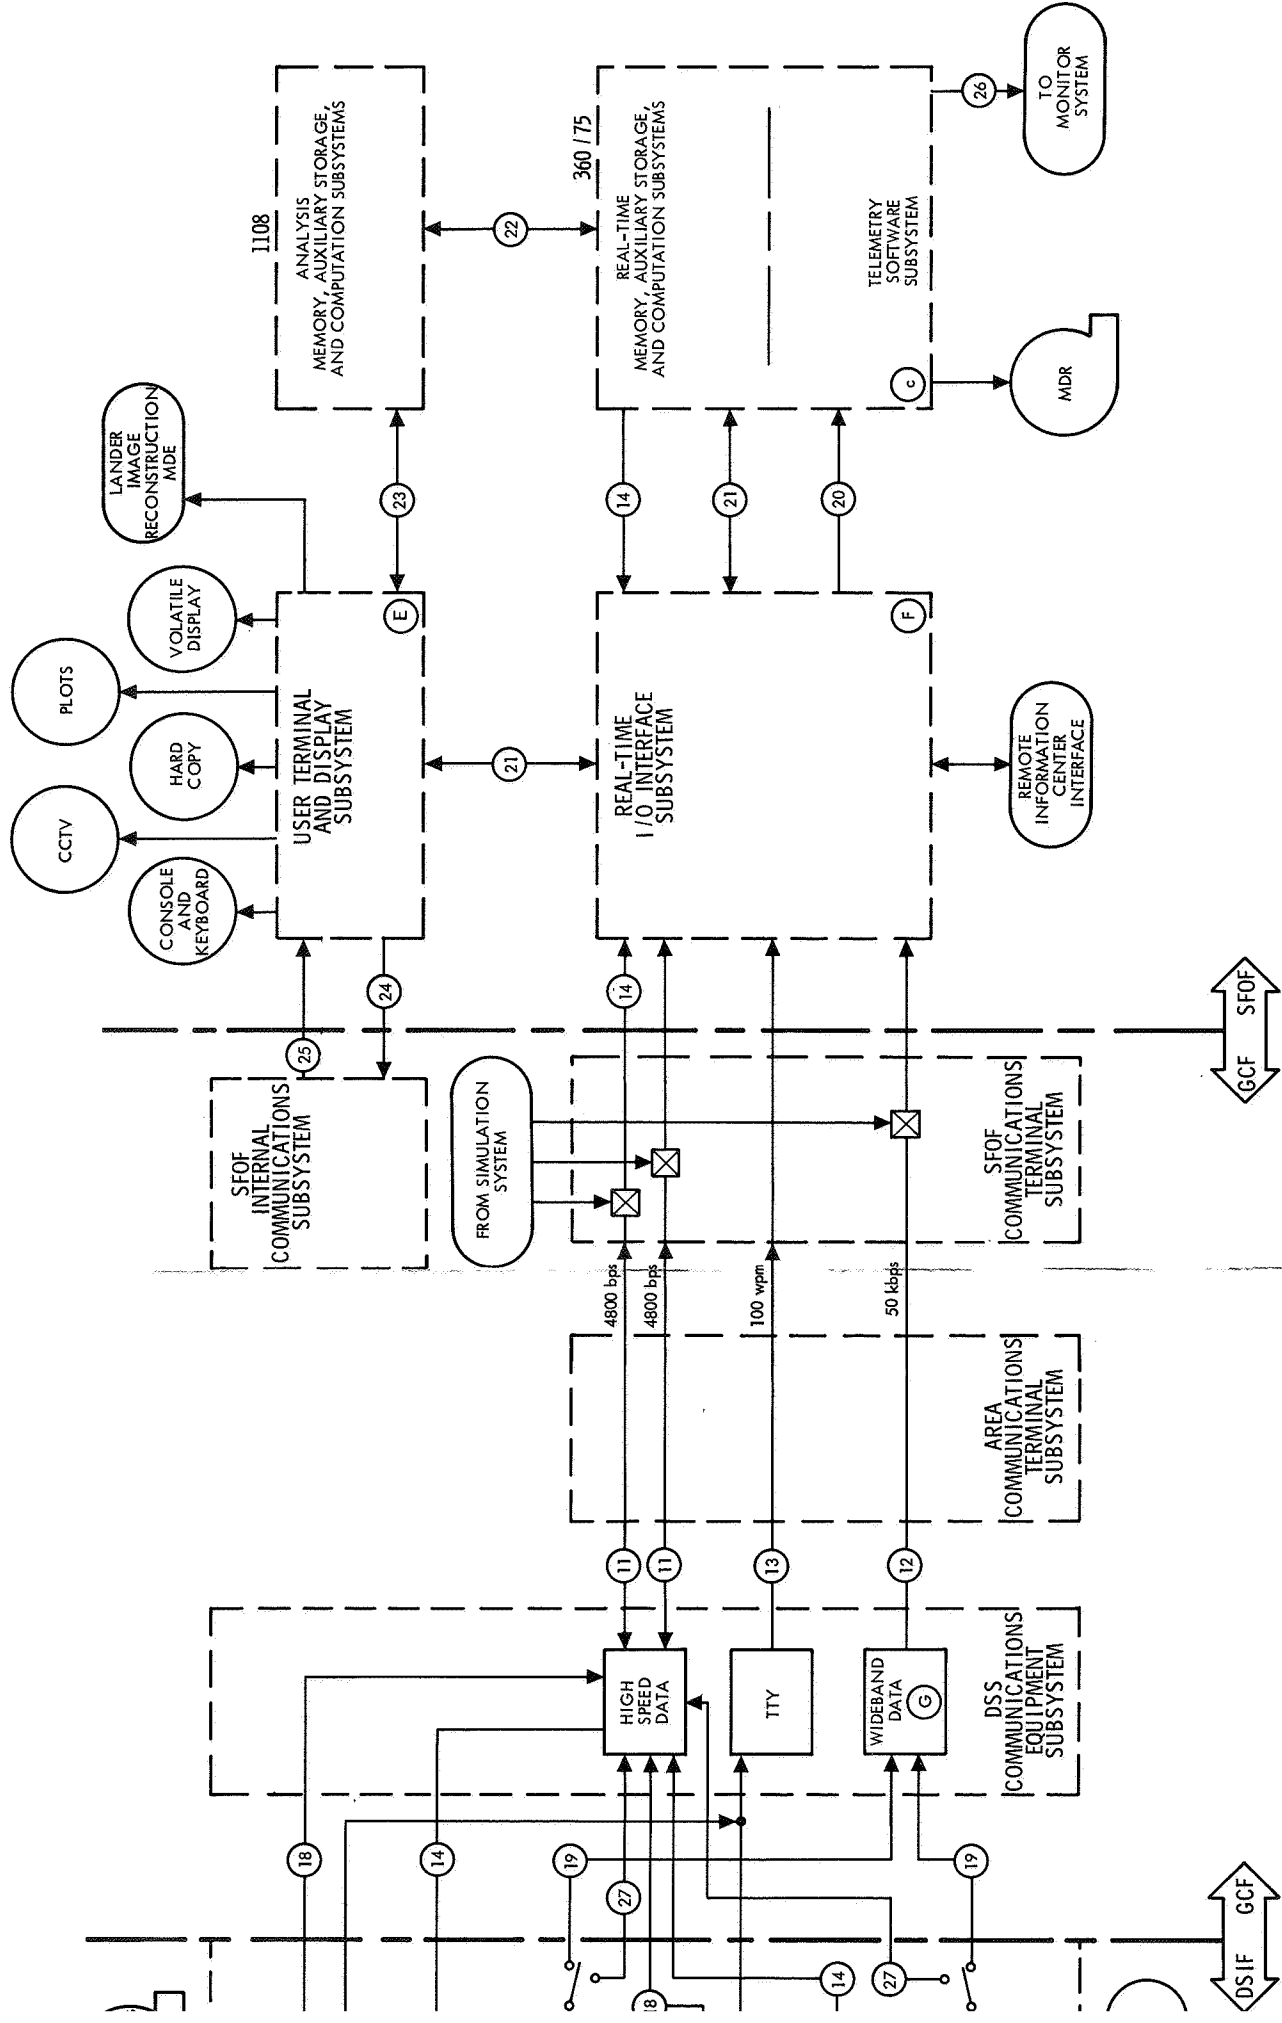 1108
ANALYSIS
MEMORY, AUXILIARY STORAGE,
AND COMPUTATION SUBSYSTEMS
22
360 / 75
REAL-TIME
MEMORY, AUXILIARY STORAGE,
AND COMPUTATION SUBSYSTEMS
TELEMETRY
SOFTWARE
SUBSYSTEM
C
26
TO
MONITOR
SYSTEM
MDR
LANDER
IMAGE
RECONSTRUCTION
MDE
23
14
21
20
VOLATILE
DISPLAY
PLOTS
HARD
COPY
CCTV
CONSOLE
AND
KEYBOARD
USER TERMINAL
AND DISPLAY
SUBSYSTEM
E
21
REAL-TIME
I/O INTERFACE
SUBSYSTEM
F
REMOTE
INFORMATION
CENTER
INTERFACE
25
24
14
GCF SFOF
SFOF
INTERNAL
COMMUNICATIONS
SUBSYSTEM
FROM SIMULATION
SYSTEM
SFOF
COMMUNICATIONS
TERMINAL
SUBSYSTEM
4800 bps
4800 bps
100 wpm
50 kbps
AREA
COMMUNICATIONS
TERMINAL
SUBSYSTEM
11
11
13
12
HIGH
SPEED
DATA
TTY
WIDEBAND
DATA
G
DSS
COMMUNICATIONS
EQUIPMENT
SUBSYSTEM
18
14
19
27
19
18
14
27
DSIF GCF